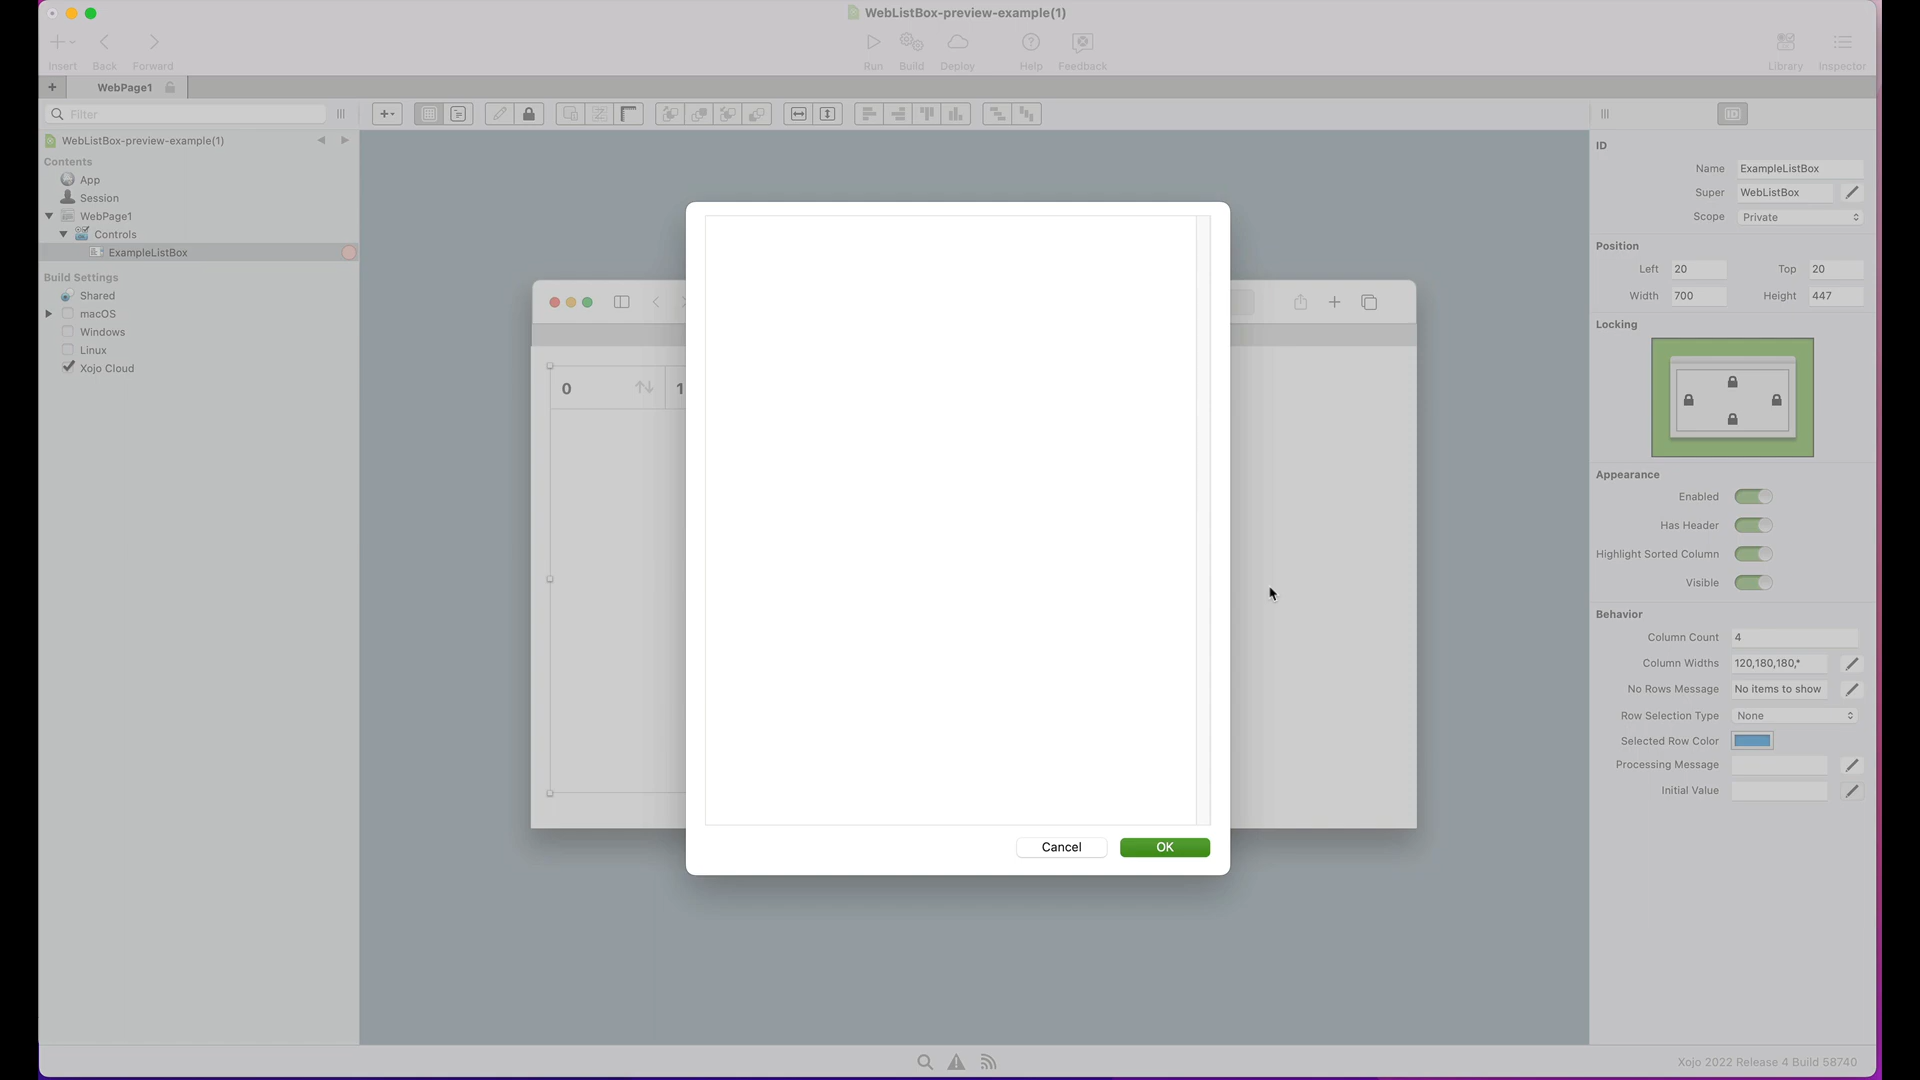 WebListBox-preview-example(1)
Insert
Back
Forward
Run
Build
Deploy
Help
Feedback
Library
Inspector
WebPage1
Filter
ID
WebListBox-preview-example(1)
Contents
App
Session
WebPage1
Controls
ExampleListBox
Build Settings
Shared
macOS
Windows
Linux
Xojo Cloud
0
1
Cancel
OK
ID
Name ExampleListBox
Super WebListBox
Scope Private
Position
Left 20 Top 20
Width 700 Height 447
Locking
Appearance
Enabled
Has Header
Highlight Sorted Column
Visible
Behavior
Column Count 4
Column Widths 120,180,180,*
No Rows Message No items to show
Row Selection Type None
Selected Row Color
Processing Message
Initial Value
Xojo 2022 Release 4 Build 58740